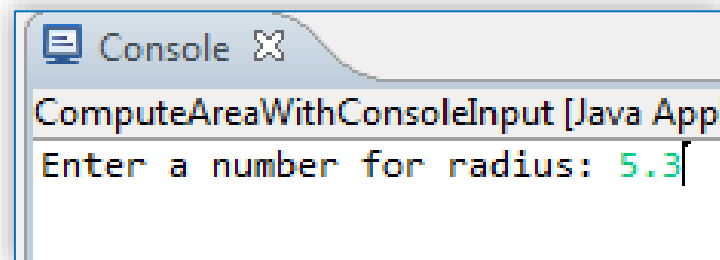 Console
ComputeAreaWithConsoleInput [Java App
Enter a number for radius: 5.3